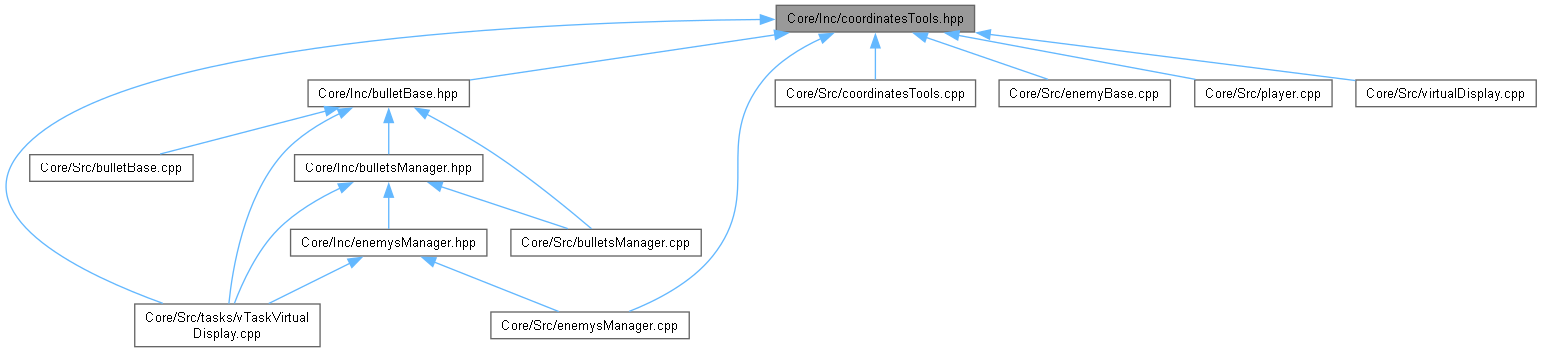 Core/Inc/coordinatesTools.hpp
Core/Inc/bulletBase.hpp
Core/Src/coordinatesTools.cpp
Core/Src/enemyBase.cpp
Core/Src/player.cpp
Core/Src/virtualDisplay.cpp
Core/Src/bulletBase.cpp
Core/Inc/bulletsManager.hpp
Core/Inc/enemysManager.hpp
Core/Src/bulletsManager.cpp
Core/Src/tasks/vTaskVirtual
Display.cpp
Core/Src/enemysManager.cpp